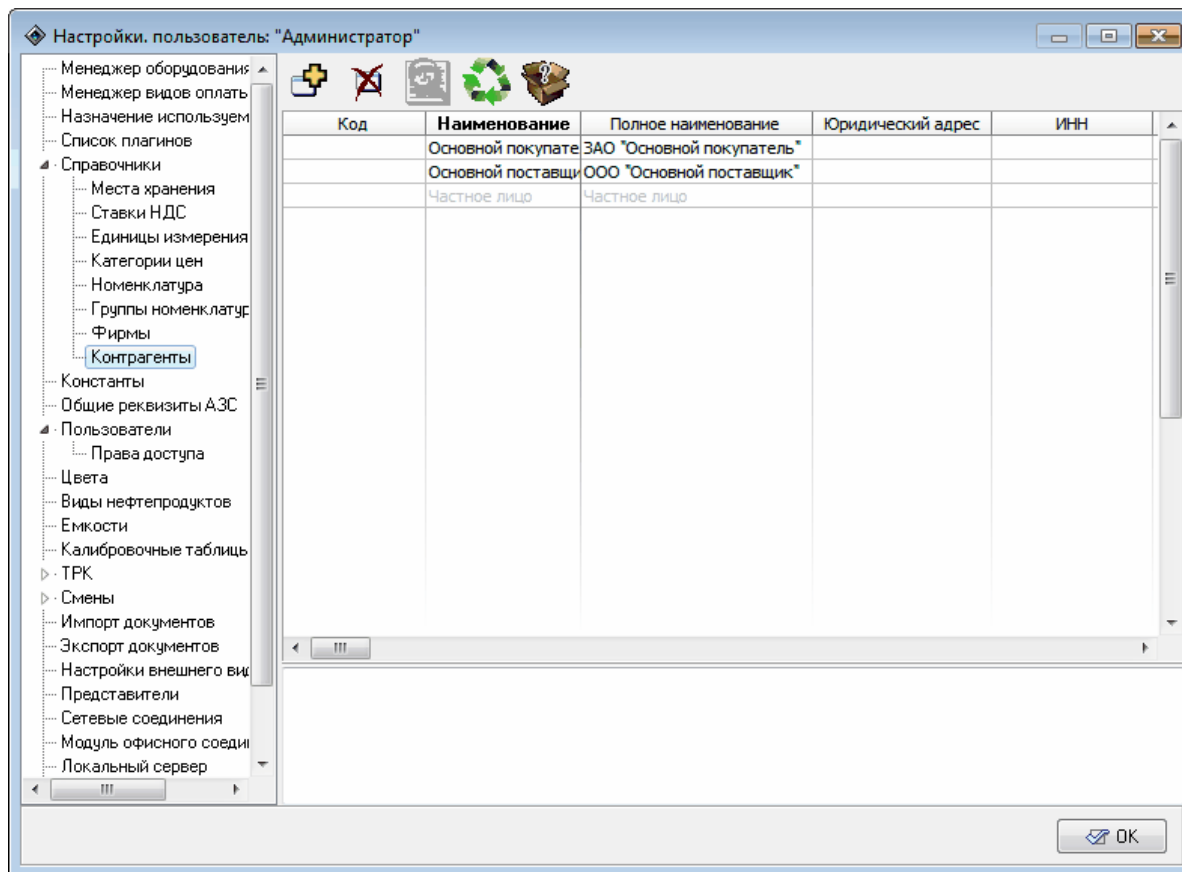 Настройки. пользователь: "Администратор"
Менеджер оборудования
Менеджер видов оплать
Назначение используем
Список плагинов
Справочники
Места хранения
Ставки НДС
Единицы измерения
Категории цен
Номенклатура
Группы номенклатур
Фирмы
Контрагенты
Константы
Общие реквизиты АЗС
Пользователи
Права доступа
Цвета
Виды нефтепродуктов
Емкости
Калибровочные таблиць
ТРК
Смены
Импорт документов
Экспорт документов
Настройки внешнего вид
Представители
Сетевые соединения
Модуль офисного соеди
Локальный сервер
Код Наименование Полное наименование Юридический адрес ИНН
Основной покупате ЗАО "Основной покупатель"
Основной поставщи ООО "Основной поставщик"
Частное лицо Частное лицо
OK